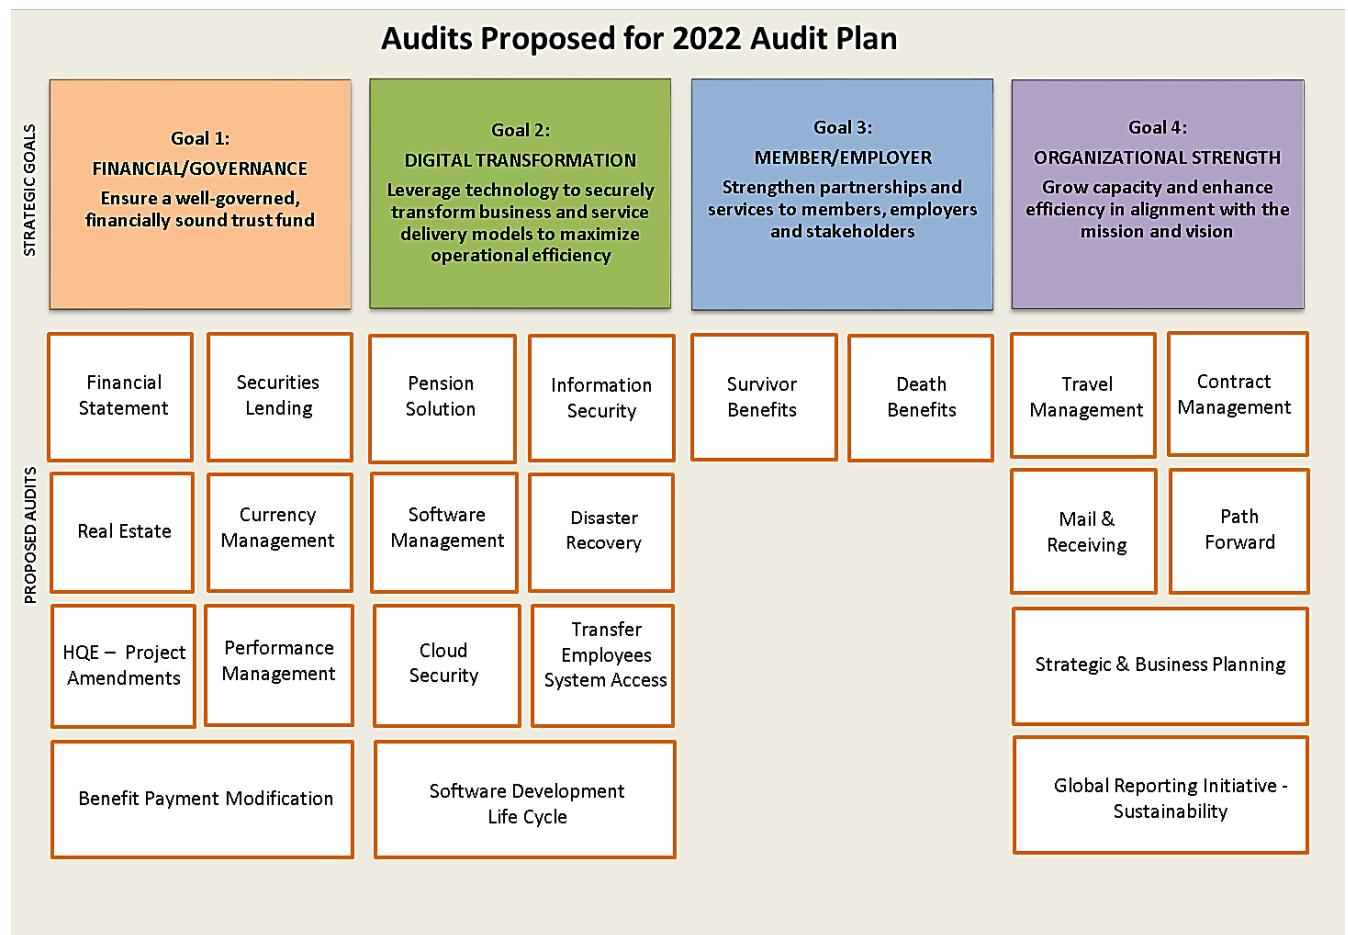 Audits Proposed for 2022 Audit Plan
STRATEGIC GOALS
Goal 1:
FINANCIAL/GOVERNANCE
Ensure a well-governed,
financially sound trust fund
Goal 2:
DIGITAL TRANSFORMATION
Leverage technology to securely
transform business and service
delivery models to maximize
operational efficiency
Goal 3:
MEMBER/EMPLOYER
Strengthen partnerships and
services to members, employers
and stakeholders
Goal 4:
ORGANIZATIONAL STRENGTH
Grow capacity and enhance
efficiency in alignment with the
mission and vision
PROPOSED AUDITS
Financial
Statement
Securities
Lending
Real Estate
Currency
Management
HQE – Project
Amendments
Performance
Management
Benefit Payment Modification
Pension
Solution
Information
Security
Software
Management
Disaster
Recovery
Cloud
Security
Transfer
Employees
System Access
Software Development
Life Cycle
Survivor
Benefits
Death
Benefits
Travel
Management
Contract
Management
Mail &
Receiving
Path
Forward
Strategic & Business Planning
Global Reporting Initiative -
Sustainability